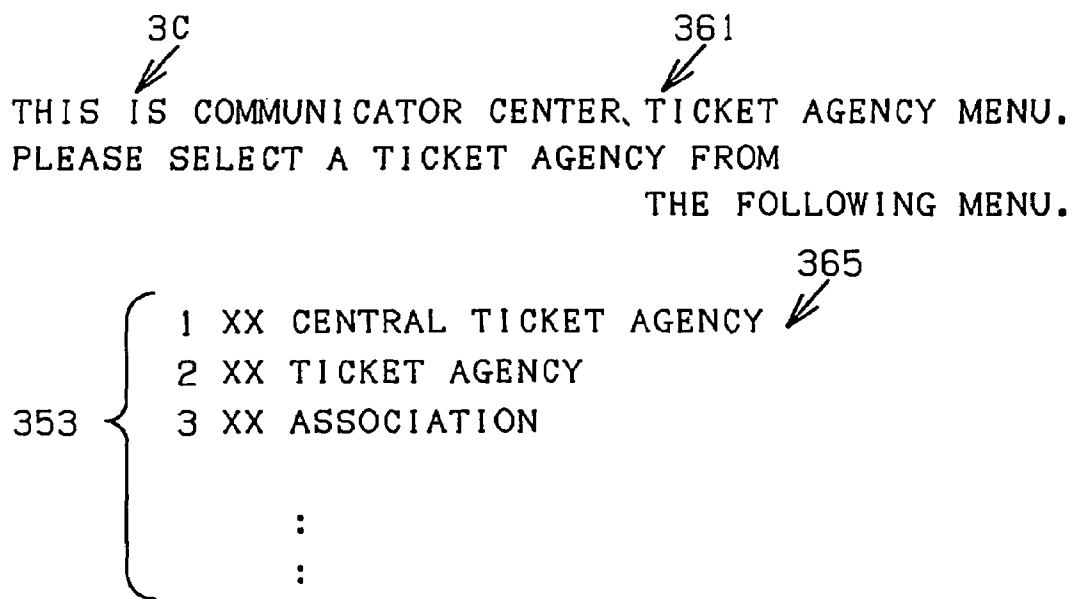 3C 361
THIS IS COMMUNICATOR CENTER、TICKET AGENCY MENU.
PLEASE SELECT A TICKET AGENCY FROM
THE FOLLOWING MENU.
365
1 XX CENTRAL TICKET AGENCY
2 XX TICKET AGENCY
353 3 XX ASSOCIATION
:
: